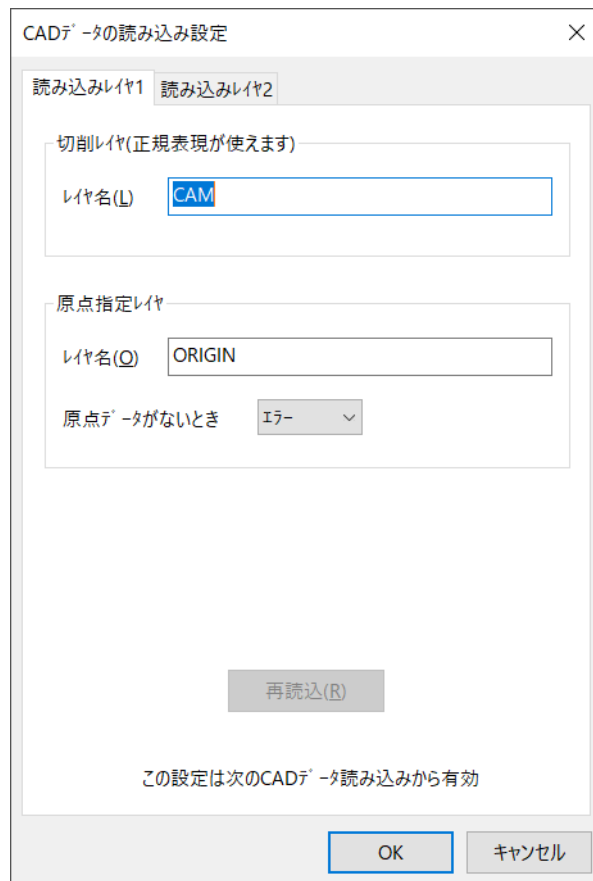 CADﾃﾞｰﾀの読み込み設定
読み込みﾚｲﾔ1 読み込みﾚｲﾔ2
切削ﾚｲﾔ(正規表現が使えます)
ﾚｲﾔ名(L) CAM
原点指定ﾚｲﾔ
ﾚｲﾔ名(O) ORIGIN
原点ﾃﾞｰﾀがないとき ｴﾗｰ
再読込(R)
この設定は次のCADﾃﾞｰﾀ読み込みから有効
OK キャンセル